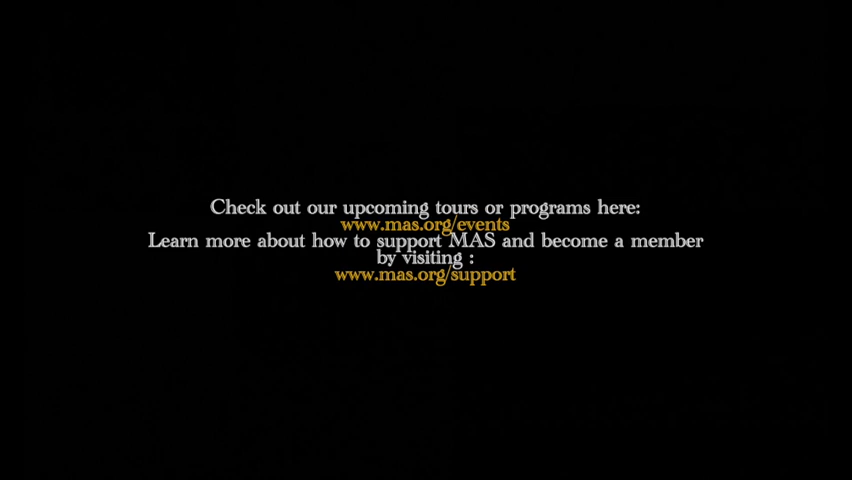 Check out our upcoming tours or programs here:
www.mas.org/events
Learn more about how to support MAS and become a member
by visiting :
www.mas.org/support